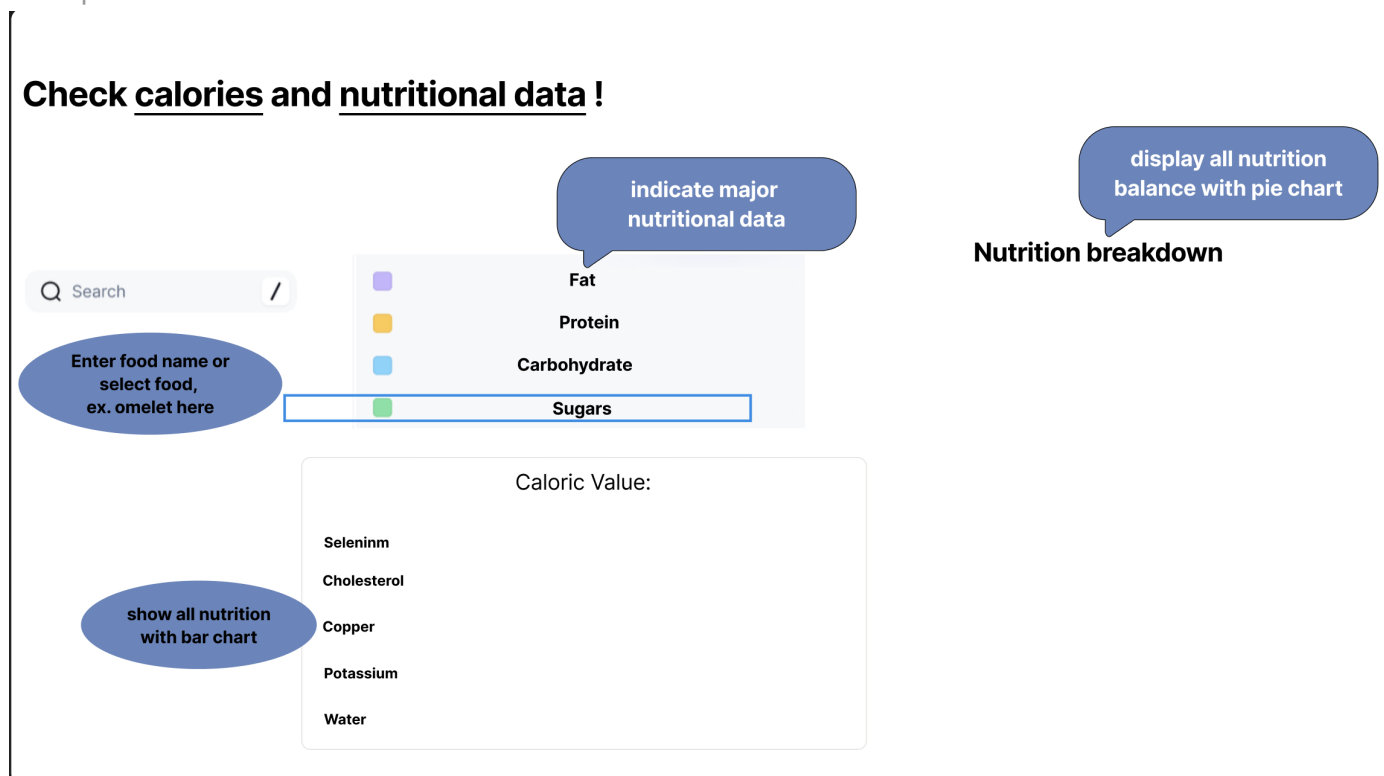 Check calories and nutritional data !
display all nutrition
balance with pie chart
indicate major
nutritional data
Nutrition breakdown
Search /
Fat
Protein
Carbohydrate
Sugars
Enter food name or
select food,
ex. omelet here
Caloric Value:
Seleninm
Cholesterol
Copper
Potassium
Water
show all nutrition
with bar chart